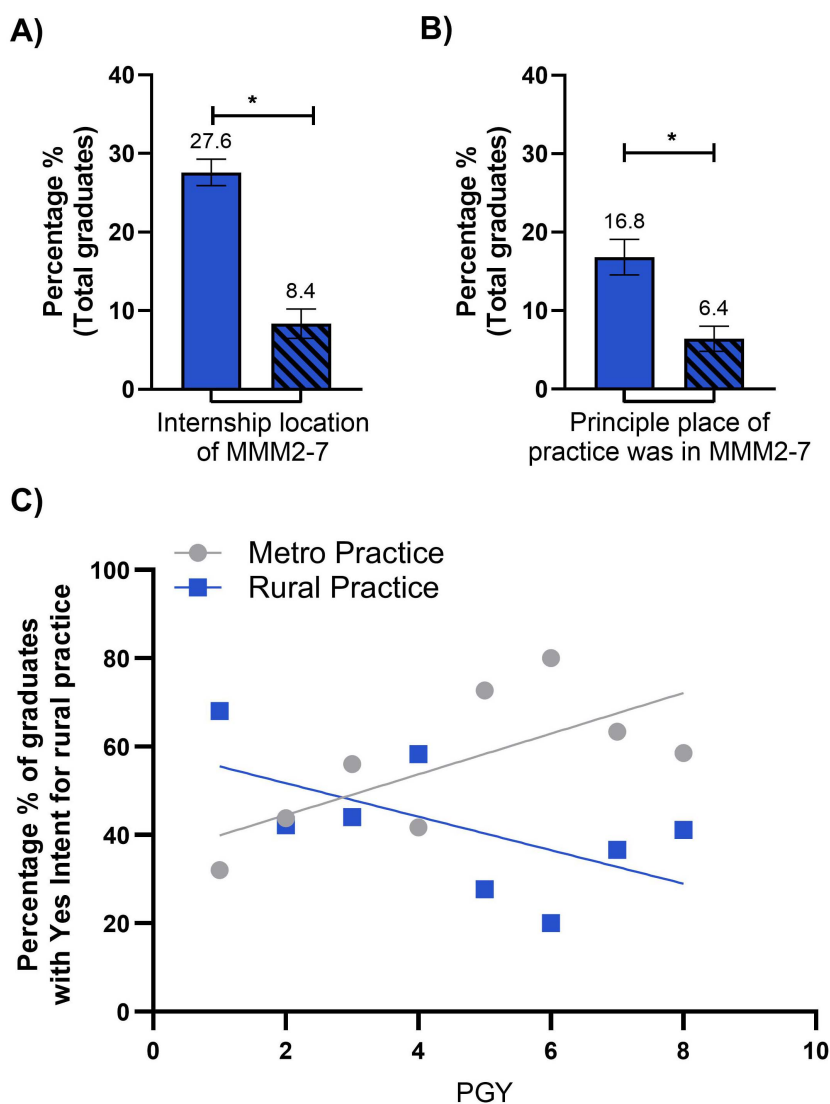 A)
B)
Percentage %
(Total graduates)
40
30
20
10
0
*
27.6
8.4
Internship location
of MMM2-7
Percentage %
(Total graduates)
40
30
20
10
0
*
16.8
6.4
Principle place of
practice was in MMM2-7
C)
Metro Practice
Rural Practice
Percentage % of graduates
with Yes Intent for rural practice
100
80
60
40
20
0
0 2 4 6 8 10
PGY